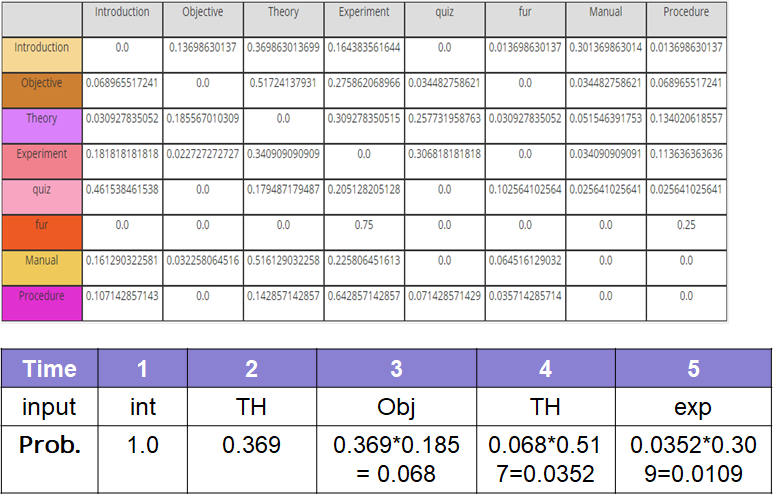 Introduction Objective Theory Experiment quiz fur Manual Procedure
Introduction 0.0 0.13698630137 0.369863013699 0.164383561644 0.0 0.013698630137 0.301369863014 0.013698630137
Objective 0.068965517241 0.0 0.51724137931 0.275862068966 0.034482758621 0.0 0.034482758621 0.068965517241
Theory 0.030927835052 0.185567010309 0.0 0.309278350515 0.257731958763 0.030927835052 0.051546391753 0.134020618557
Experiment 0.181818181818 0.022727272727 0.340909090909 0.0 0.306818181818 0.0 0.034090909091 0.113636363636
quiz 0.461538461538 0.0 0.179487179487 0.205128205128 0.0 0.102564102564 0.025641025641 0.025641025641
fur 0.0 0.0 0.0 0.75 0.0 0.0 0.0 0.25
Manual 0.161290322581 0.032258064516 0.516129032258 0.225806451613 0.0 0.064516129032 0.0 0.0
Procedure 0.107142857143 0.0 0.142857142857 0.642857142857 0.071428571429 0.035714285714 0.0 0.0
Time 1 2 3 4 5
input int TH Obj TH exp
Prob. 1.0 0.369 0.369*0.185 0.068*0.51 0.0352*0.30
= 0.068 7=0.0352 9=0.0109